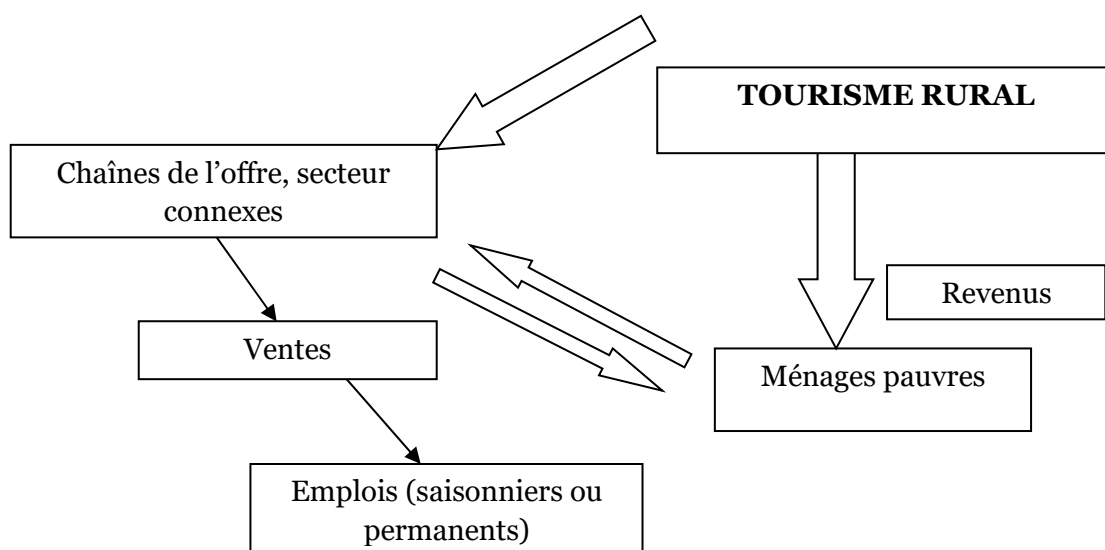 TOURISME RURAL
Chaînes de l’offre, secteur
connexes
Revenus
Ventes
Ménages pauvres
Emplois (saisonniers ou
permanents)